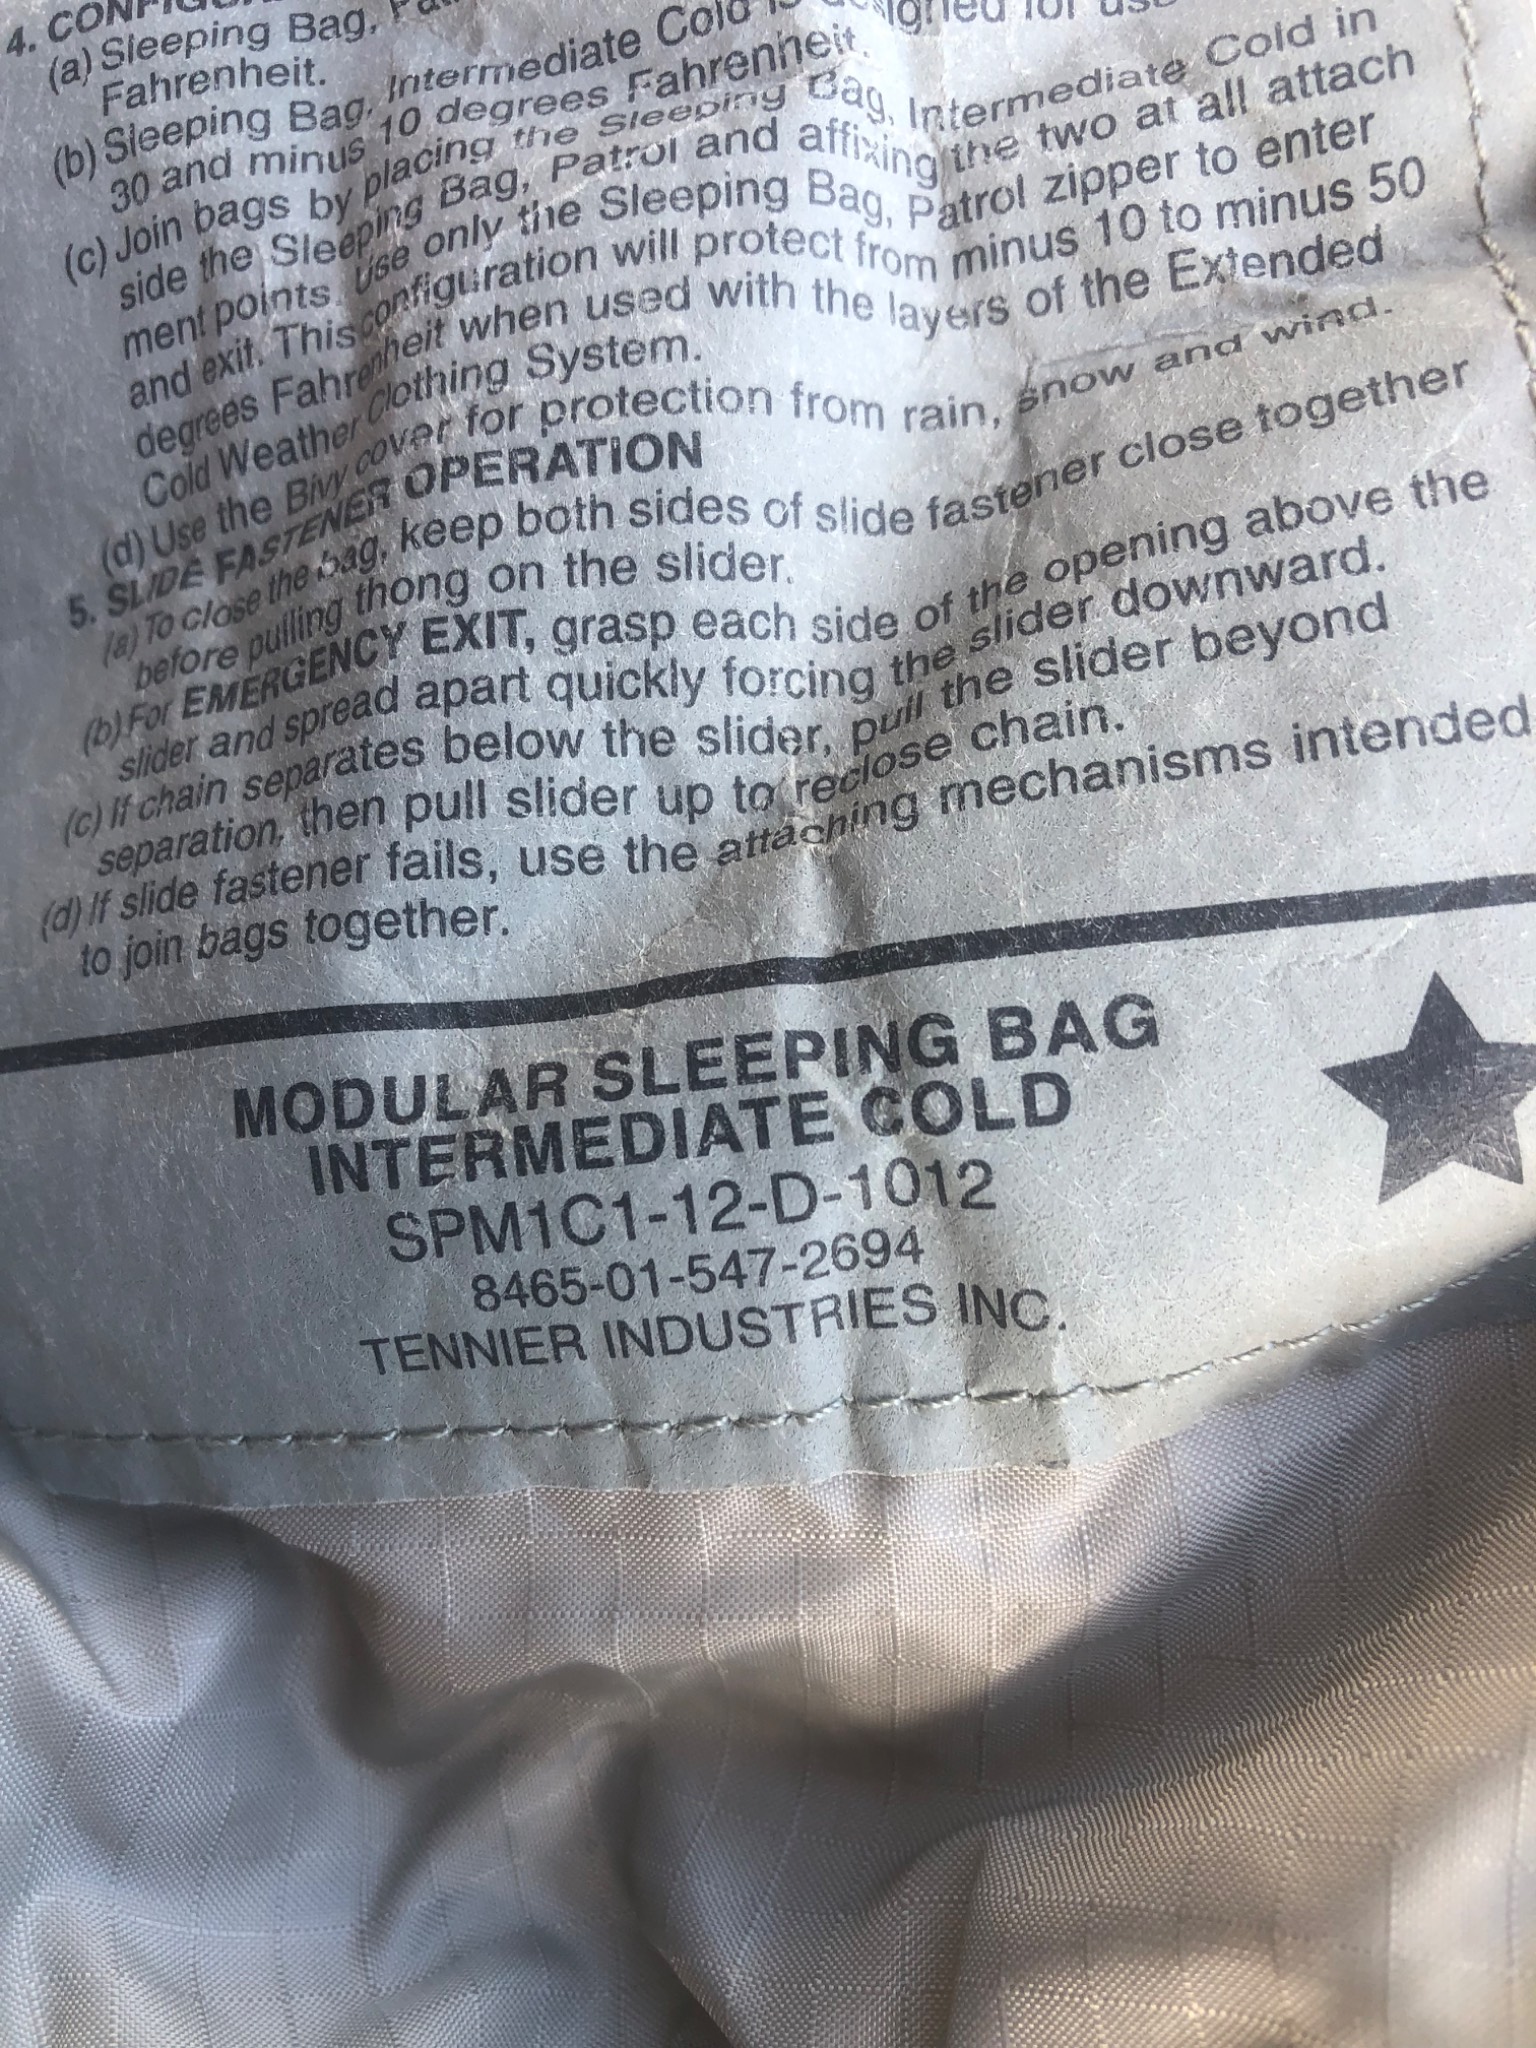 4. 
(a) Sleeping Bag,
Fahrenheit.
(b) Sleeping Bag, Intermediate Cold is designed for
30 and minus 10 degrees Fahrenheit.
(c) Join bags by placing the Sleeping Bag, Intermediate Cold in
side the Sleeping Bag, Patrol and affixing the two at all attach
ment points. Use only the Sleeping Bag, Patrol zipper to enter
and exit. This configuration will protect from minus 10 to minus 50
degrees Fahrenheit when used with the layers of the Extended
Cold Weather Clothing System.
(d) Use the Bivy cover for protection from rain, snow and wind.
5. SLIDE FASTENER OPERATION
(a) To close the bag, keep both sides of slide fastener close together
before pulling thong on the slider.
(b) For EMERGENCY EXIT, grasp each side of the opening above the
slider and spread apart quickly forcing the slider downward.
(c) If chain separates below the slider, pull the slider beyond
separation, then pull slider up to reclose chain.
(d) If slide fastener fails, use the attaching mechanisms intended
to join bags together.
MODULAR SLEEPING BAG
INTERMEDIATE COLD
SPM1C1-12-D-1012
8465-01-547-2694
TENNIER INDUSTRIES INC.